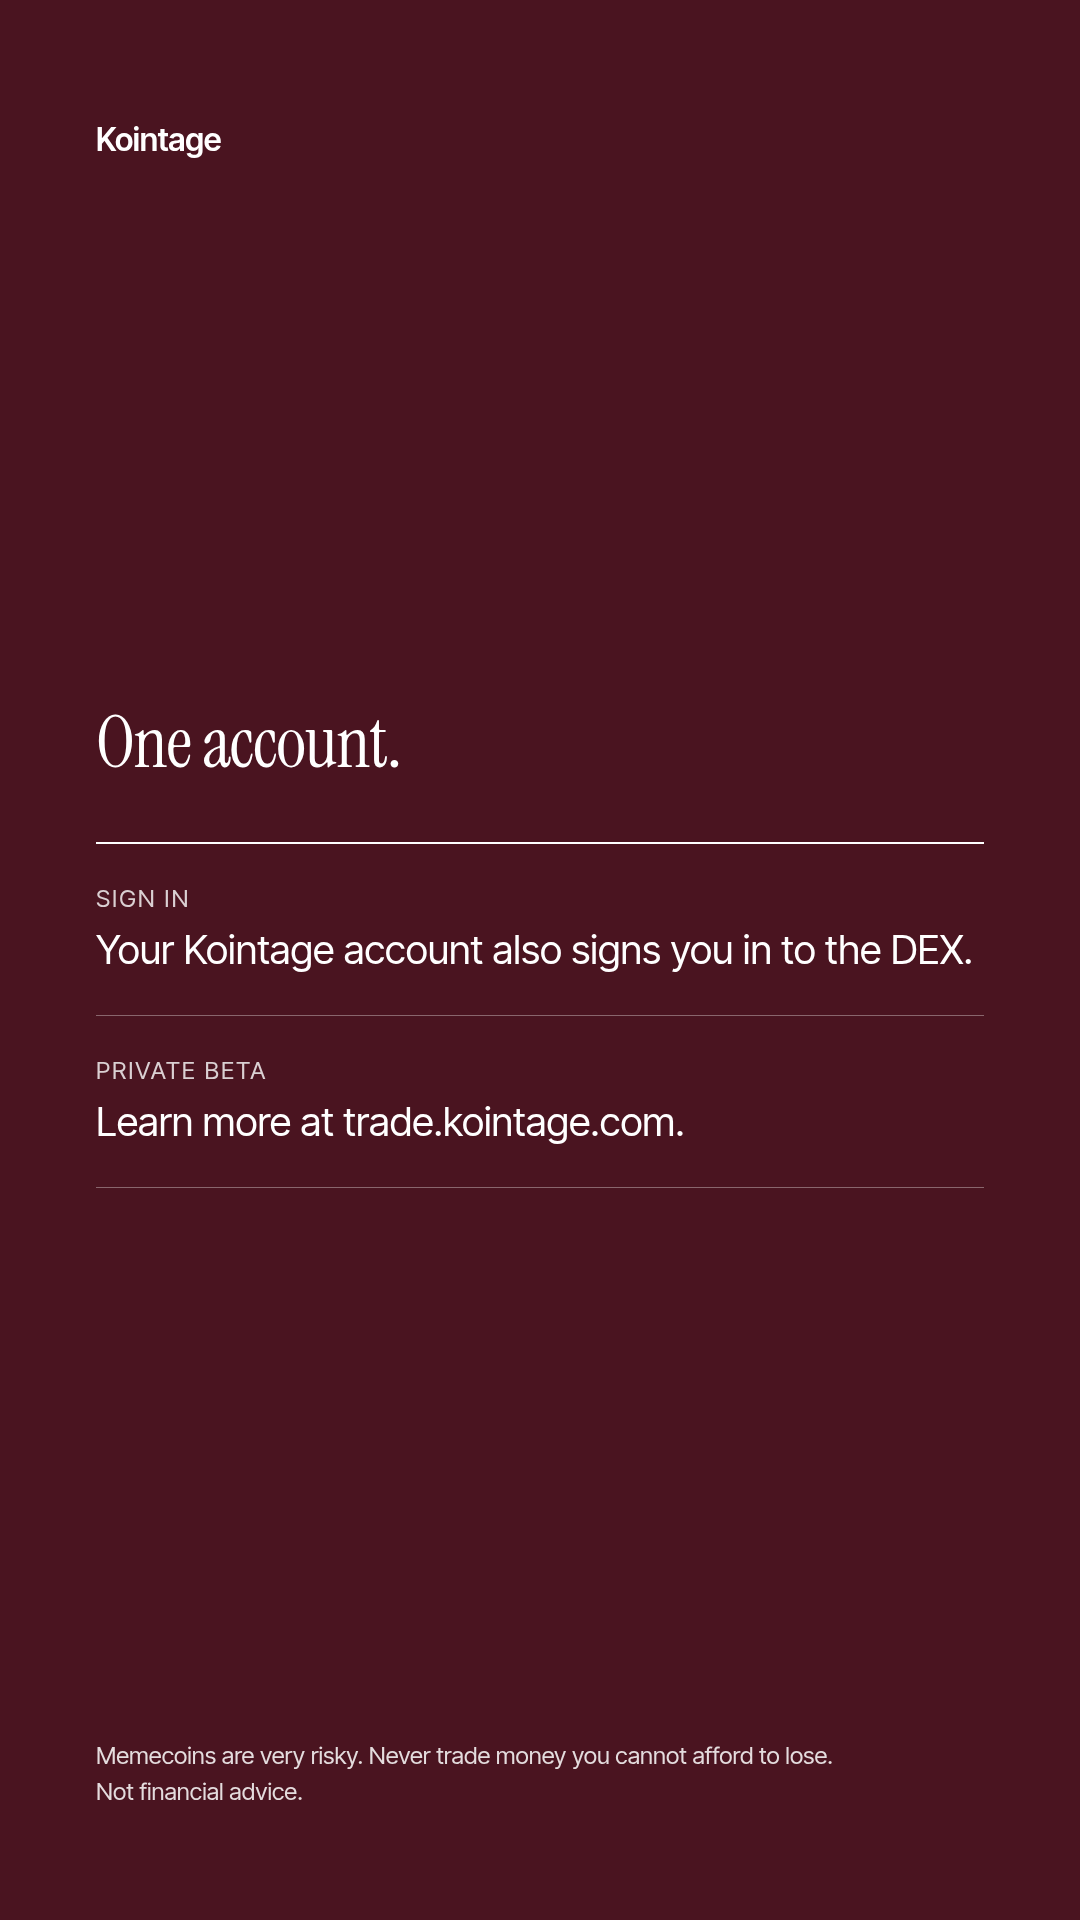 Kointage
One account.
SIGN IN
Your Kointage account also signs you in to the DEX.
PRIVATE BETA
Learn more at trade.kointage.com.
Memecoins are very risky. Never trade money you cannot afford to lose.
Not financial advice.